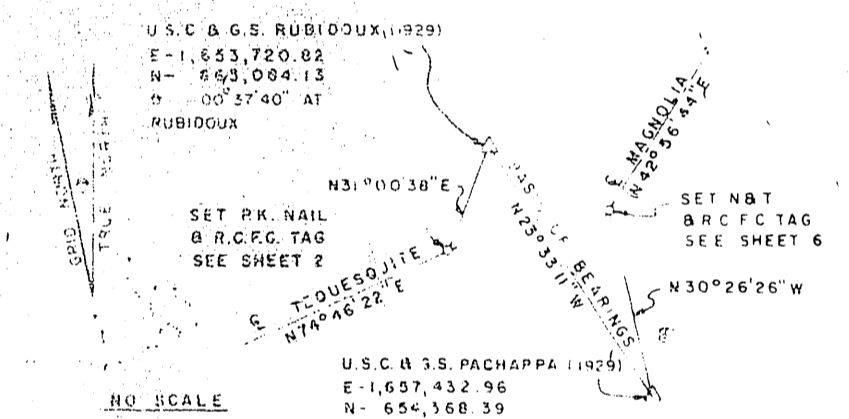 U.S.C & G.S. RUBIDOUX (1929)
E-1,653,720.82
N- 663,084.13
θ 00°37'40" AT
RUBIDOUX
GRID NORTH
TRUE NORTH
SET P.K. NAIL
& R.C.F.C. TAG
SEE SHEET 2
N31°00'38"E
℄ TEQUESQUITE
N74°46'22"E
BASIS OF BEARINGS
N 23°33'11" W
℄ MAGNOLIA
N 42°56'44"E
SET N&T
& R C F C TAG
SEE SHEET 6
N30°26'26"W
U.S.C. & G.S. PACHAPPA (1929)
E-1,657,432.96
N- 654,368.39
NO SCALE